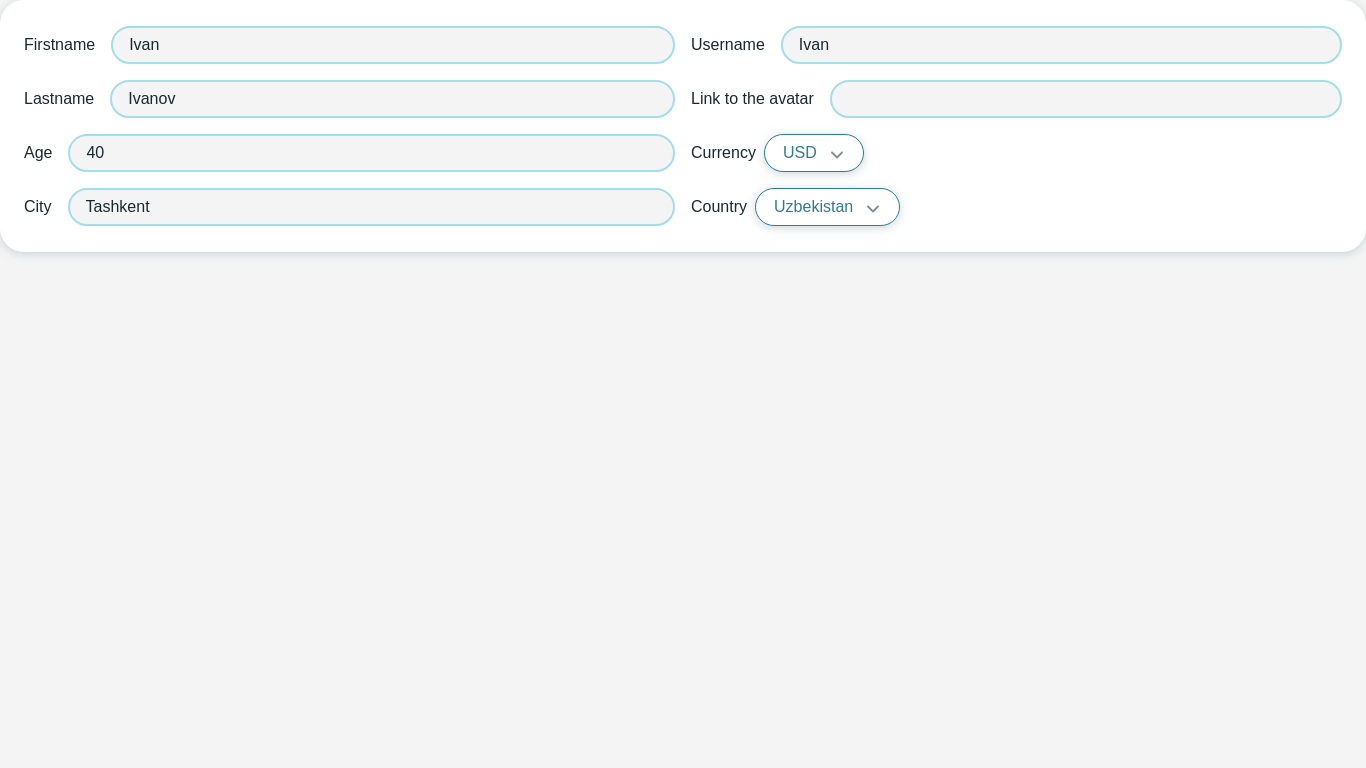 Firstname Ivan
Lastname Ivanov
Age 40
City Tashkent
Username Ivan
Link to the avatar
Currency USD
Country Uzbekistan